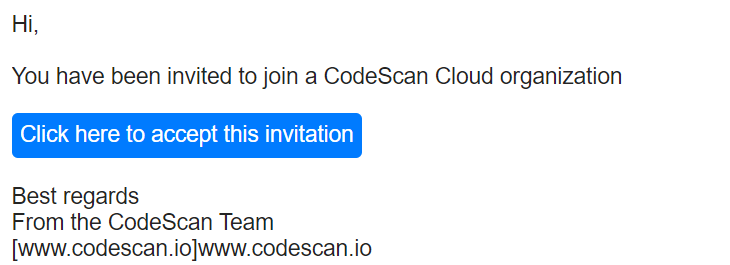 Hi,
You have been invited to join a CodeScan Cloud organization
Click here to accept this invitation
Best regards
From the CodeScan Team
[www.codescan.io]www.codescan.io